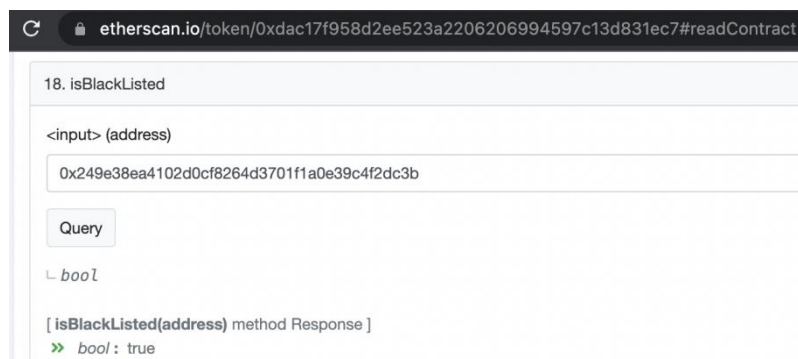 etherscan.io/token/0xdac17f958d2ee523a2206206994597c13d831ec7#readContract
18. isBlackListed
<input> (address)
0x249e38ea4102d0cf8264d3701f1a0e39c4f2dc3b
Query
└ bool
[ isBlackListed(address) method Response ]
» bool : true